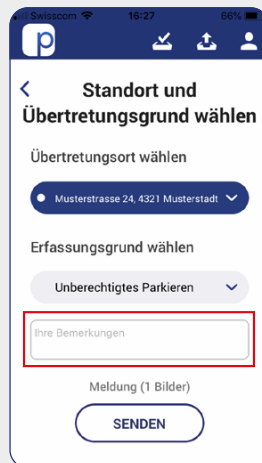 Swisscom 16:27 66%
p
Standort und
Übertretungsgrund wählen
Übertretungsort wählen
Musterstrasse 24, 4321 Musterstadt
Erfassungsgrund wählen
Unberechtigtes Parkieren
Ihre Bemerkungen
Meldung (1 Bilder)
SENDEN